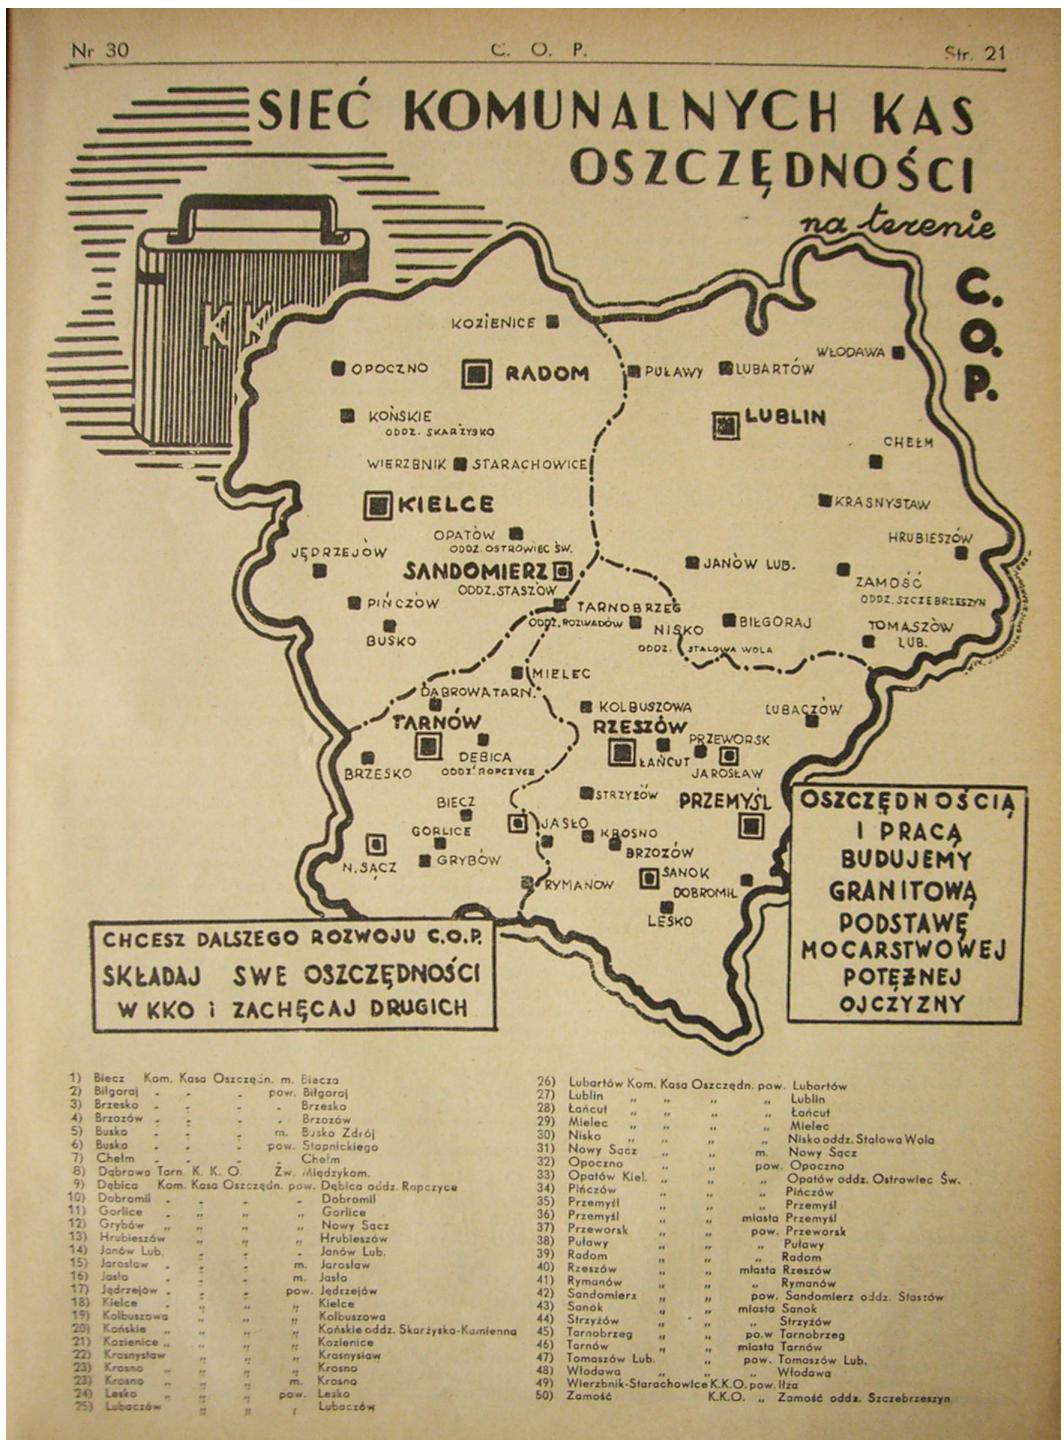 Nr 30
C. O. P.
Str. 21
SIEĆ KOMUNALNYCH KAS
OSZCZĘDNOŚCI
na terenie
C.
O.
P.
K K
KOZIENICE
WŁODAWA
OPOCZNO
RADOM
PUŁAWY
LUBARTÓW
KOŃSKIE
ODDZ. SKARŻYSKO
LUBLIN
CHEŁM
WIERZBNIK STARACHOWICE
KIELCE
KRASNYSTAW
OPATÓW
ODDZ. OSTROWIEC ŚW.
HRUBIESZÓW
JĘDRZEJÓW
SANDOMIERZ
ODDZ. STASZÓW
JANÓW LUB.
ZAMOŚĆ
ODDZ. SZCZEBRZESZYN
PIŃCZÓW
TARNOBRZEG
ODDZ. ROZWADÓW
NISKO
ODDZ. STALOWA WOLA
BIŁGORAJ
TOMASZÓW
LUB.
BUSKO
MIELEC
DĄBROWA TARN.
KOLBUSZOWA
LUBACZÓW
TARNÓW
RZESZÓW
PRZEWORSK
BRZESKO
DĘBICA
ODDZ. ROPCZYCE
ŁAŃCUT
JAROSŁAW
STRZYŻÓW
PRZEMYŚL
BIECZ
GORLICE
JASŁO
KROSNO
BRZOZÓW
N. SĄCZ
GRYBÓW
RYMANÓW
SANOK
DOBROMIL
LESKO
OSZCZĘDNOŚCIĄ
I PRACĄ
BUDUJEMY
GRANITOWĄ
PODSTAWĘ
MOCARSTWOWEJ
POTĘŻNEJ
OJCZYZNY
CHCESZ DALSZEGO ROZWOJU C.O.P.
SKŁADAJ SWE OSZCZĘDNOŚCI
W KKO i ZACHĘCAJ DRUGICH
1) Biecz Kom. Kasa Oszczędn. m. Biecza
2) Biłgoraj - - - pow. Biłgoraj
3) Brzesko - - - - Brzesko
4) Brzozów - - - - Brzozów
5) Busko - - - m. Busko Zdrój
6) Busko - - - pow. Stopnickiego
7) Chełm - - - - Chełm
8) Dąbrowa Tarn K. K. O. Zw. Międzykom.
9) Dębica Kom. Kasa Oszczędn. pow. Dębica oddz. Ropczyce
10) Dobromil - - - - Dobromil
11) Gorlice - „ „ „ Gorlice
12) Grybów „ „ „ „ Nowy Sącz
13) Hrubieszów „ „ „ „ Hrubieszów
14) Janów Lub. - - - Janów Lub.
15) Jarosław - - - m. Jarosław
16) Jasło - - - m. Jasło
17) Jędrzejów - - - pow. Jędrzejów
18) Kielce - „ „ „ Kielce
19) Kolbuszowa „ „ „ Kolbuszowa
20) Końskie „ „ „ „ Końskie oddz. Skarżysko-Kamienna
21) Kozienice „ „ „ „ Kozienice
22) Krasnystaw „ „ „ Krasnystaw
23) Krosno „ „ „ „ Krosno
23) Krosno „ „ „ m. Krosno
24) Lesko „ „ „ pow. Lesko
25) Lubaczów „ „ „ Lubaczów
26) Lubartów Kom. Kasa Oszczędn. pow. Lubartów
27) Lublin „ „ „ „ Lublin
28) Łańcut „ „ „ „ Łańcut
29) Mielec „ „ „ „ Mielec
30) Nisko „ „ „ „ Nisko oddz. Stalowa Wola
31) Nowy Sącz „ „ m. Nowy Sącz
32) Opoczno „ „ pow. Opoczno
33) Opatów Kiel. „ „ „ Opatów oddz. Ostrowiec Św.
34) Pińczów „ „ „ Pińczów
35) Przemyśl „ „ „ Przemyśl
36) Przemyśl „ „ miasta Przemyśl
37) Przeworsk „ „ pow. Przeworsk
38) Puławy „ „ „ Puławy
39) Radom „ „ „ Radom
40) Rzeszów „ „ miasta Rzeszów
41) Rymanów „ „ „ Rymanów
42) Sandomierz „ „ pow. Sandomierz oddz. Staszów
43) Sanok „ „ miasta Sanok
44) Strzyżów „ „ „ Strzyżów
45) Tarnobrzeg „ „ po.w Tarnobrzeg
46) Tarnów „ „ miasta Tarnów
47) Tomaszów Lub. „ pow. Tomaszów Lub.
48) Włodawa „ „ „ Włodawa
49) Wierzbnik-Starachowice K.K.O. pow. Iłża
50) Zamość K.K.O. „ Zamość oddz. Szczebrzeszyn